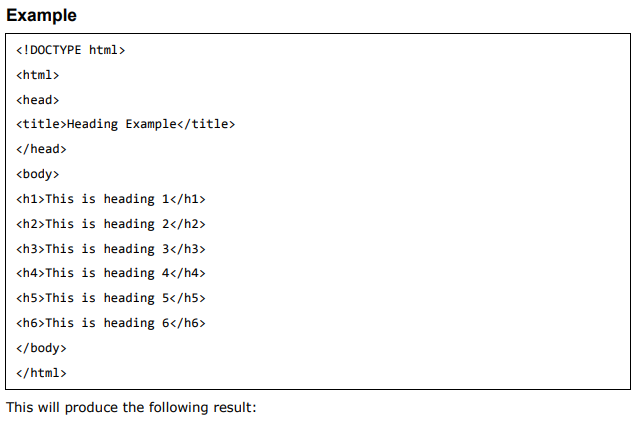 Example
<!DOCTYPE html>
<html>
<head>
<title>Heading Example</title>
</head>
<body>
<h1>This is heading 1</h1>
<h2>This is heading 2</h2>
<h3>This is heading 3</h3>
<h4>This is heading 4</h4>
<h5>This is heading 5</h5>
<h6>This is heading 6</h6>
</body>
</html>
This will produce the following result: